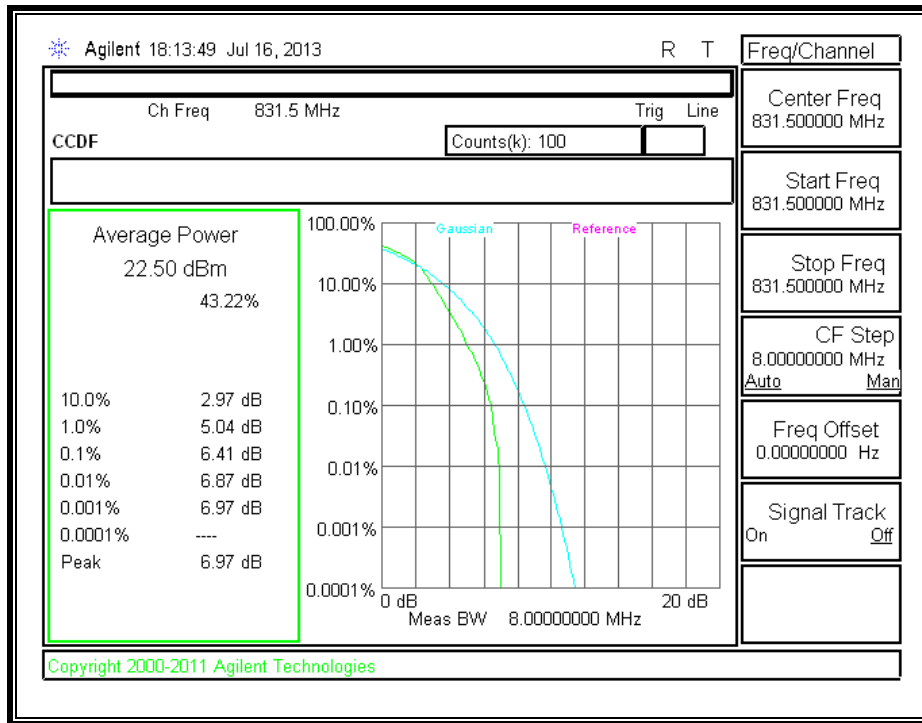 Agilent 18:13:49 Jul 16, 2013 R T
Freq/Channel
Ch Freq 831.5 MHz Trig Line
CCDF Counts(k): 100
Average Power
22.50 dBm
43.22%
10.0% 2.97 dB
1.0% 5.04 dB
0.1% 6.41 dB
0.01% 6.87 dB
0.001% 6.97 dB
0.0001% ----
Peak 6.97 dB
Gaussian Reference
100.00%
10.00%
1.00%
0.10%
0.01%
0.001%
0.0001%
0 dB 20 dB
Meas BW 8.00000000 MHz
Center Freq
831.500000 MHz
Start Freq
831.500000 MHz
Stop Freq
831.500000 MHz
CF Step
8.00000000 MHz
Auto Man
Freq Offset
0.00000000 Hz
Signal Track
On Off
Copyright 2000-2011 Agilent Technologies